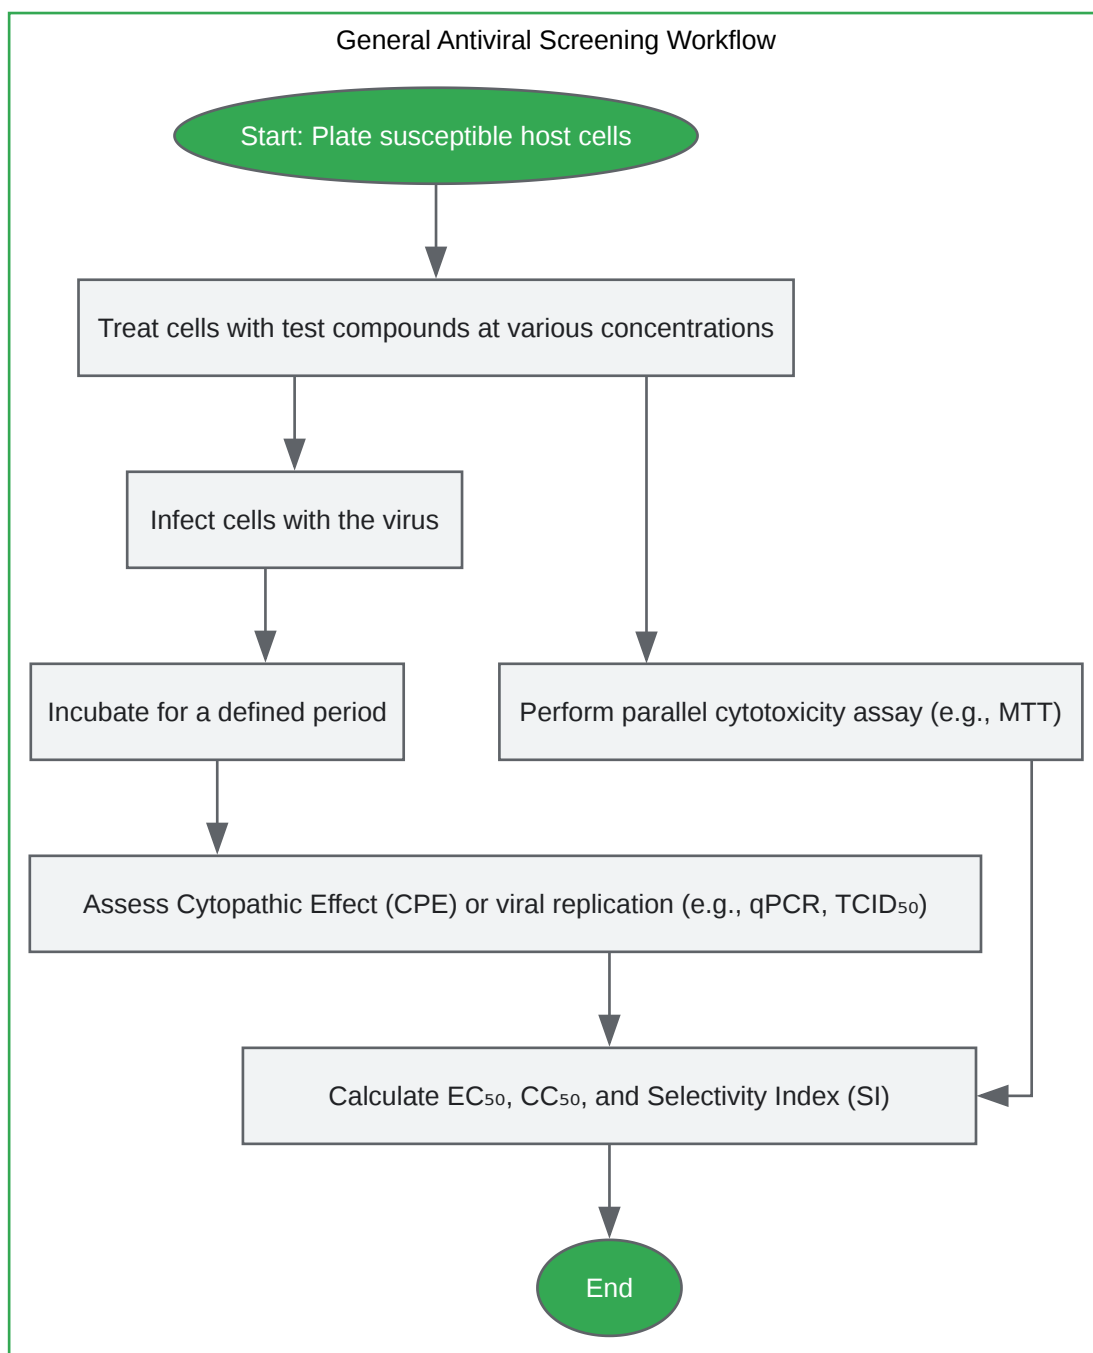 General Antiviral Screening Workflow
Start: Plate susceptible host cells
Treat cells with test compounds at various concentrations
Infect cells with the virus
Incubate for a defined period
Perform parallel cytotoxicity assay (e.g., MTT)
Assess Cytopathic Effect (CPE) or viral replication (e.g., qPCR, TCID₅₀)
Calculate EC₅₀, CC₅₀, and Selectivity Index (SI)
End